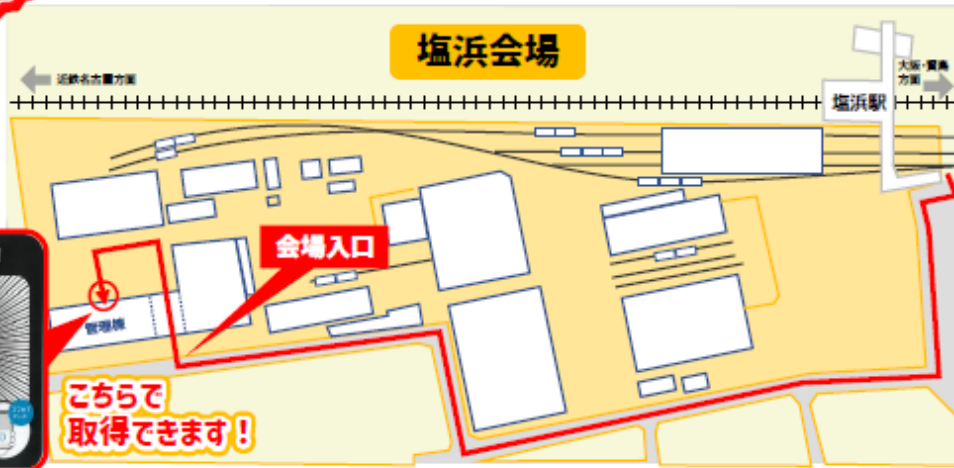 塩浜会場
近鉄名古屋方面
大阪・賢島
方面
塩浜駅
会場入口
管理棟
こちらで
取得できます！